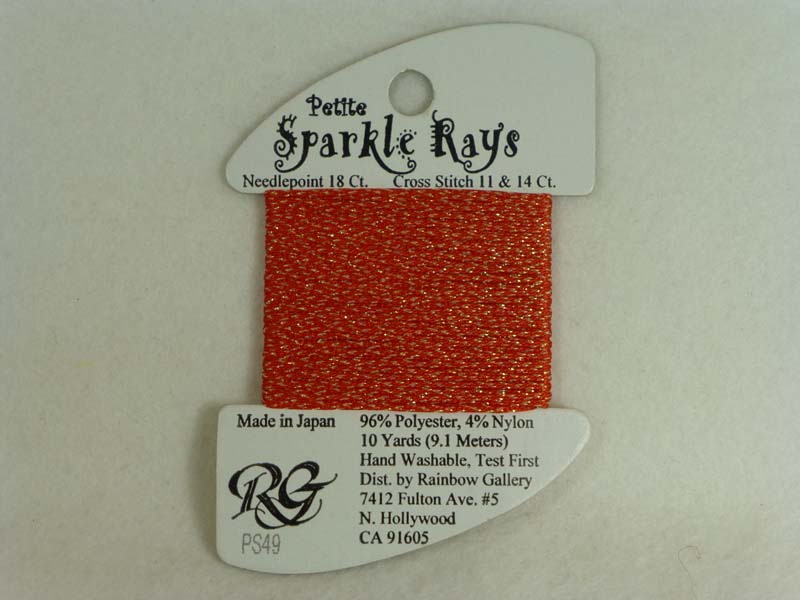 Petite
Sparkle Rays
Needlepoint 18 Ct. Cross Stitch 11 & 14 Ct.
Made in Japan
RG
PS49
96% Polyester, 4% Nylon
10 Yards (9.1 Meters)
Hand Washable, Test First
Dist. by Rainbow Gallery
7412 Fulton Ave. #5
N. Hollywood
CA 91605